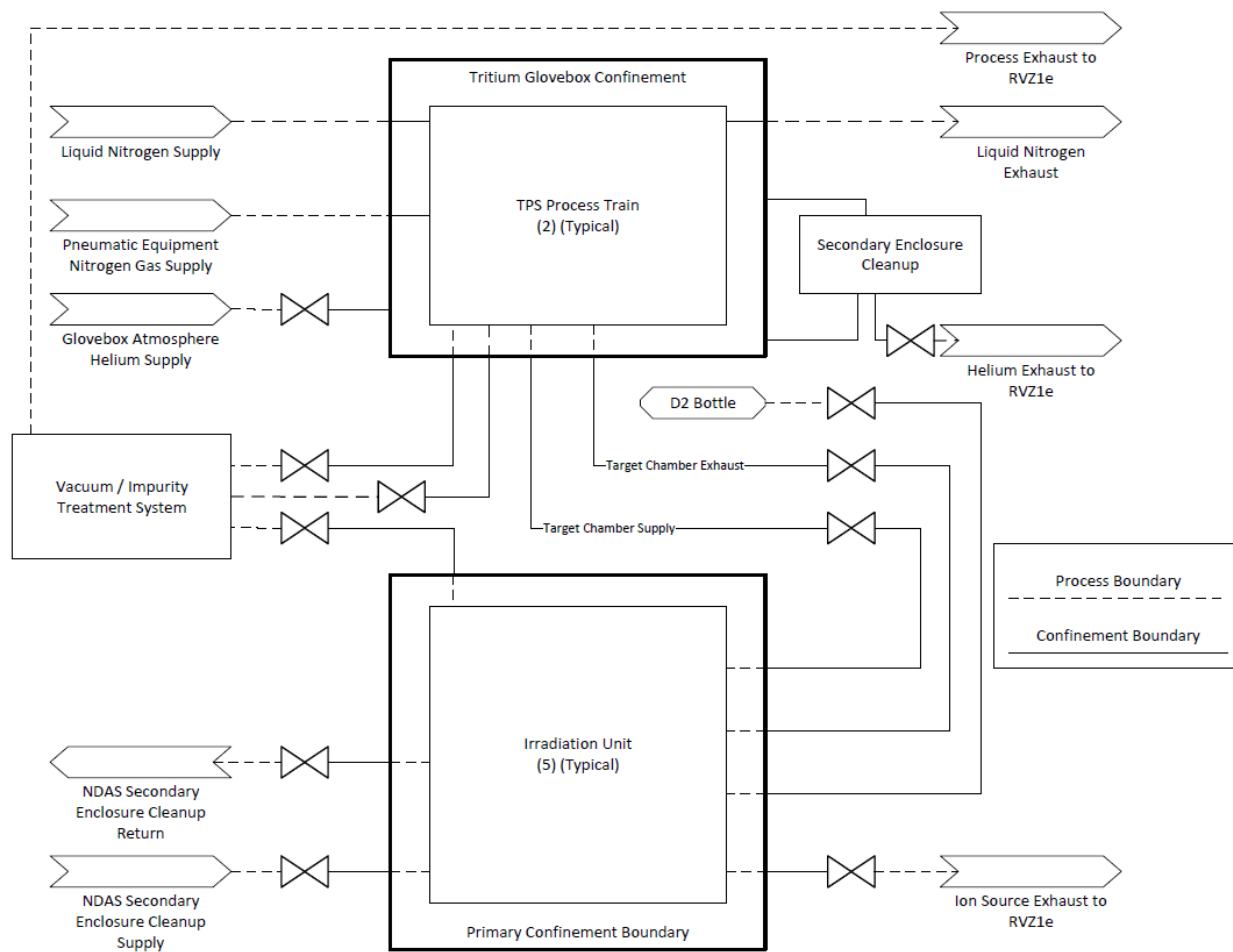 Process Exhaust to
RVZ1e
Tritium Glovebox Confinement
Liquid Nitrogen Supply
Liquid Nitrogen
Exhaust
TPS Process Train
(2) (Typical)
Pneumatic Equipment
Nitrogen Gas Supply
Secondary Enclosure
Cleanup
Glovebox Atmosphere
Helium Supply
Helium Exhaust to
RVZ1e
D2 Bottle
Vacuum / Impurity
Treatment System
Target Chamber Exhaust
Target Chamber Supply
Process Boundary
Confinement Boundary
Irradiation Unit
(5) (Typical)
NDAS Secondary
Enclosure Cleanup
Return
NDAS Secondary
Enclosure Cleanup
Supply
Ion Source Exhaust to
RVZ1e
Primary Confinement Boundary